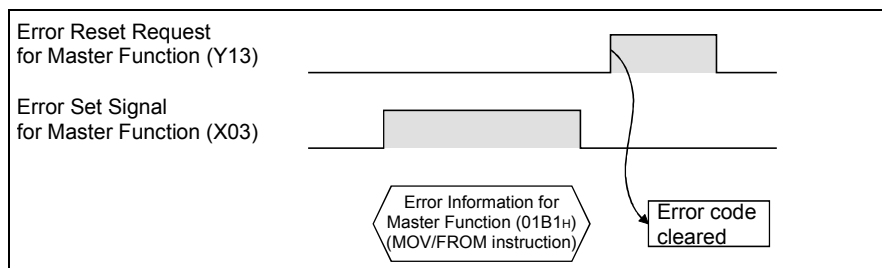 Error Reset Request
for Master Function (Y13)
Error Set Signal
for Master Function (X03)
Error Information for
Master Function (01B1H)
(MOV/FROM instruction)
Error code
cleared